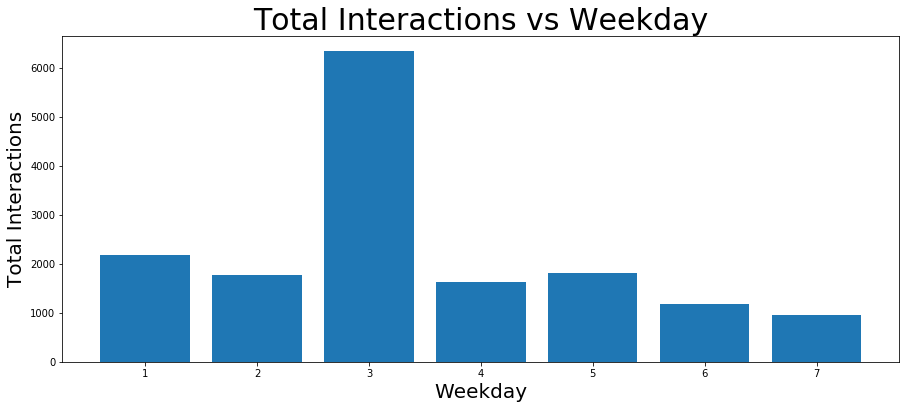 Total Interactions vs Weekday
Total Interactions
6000
5000
4000
3000
2000
1000
0
1 2 3 4 5 6 7
Weekday